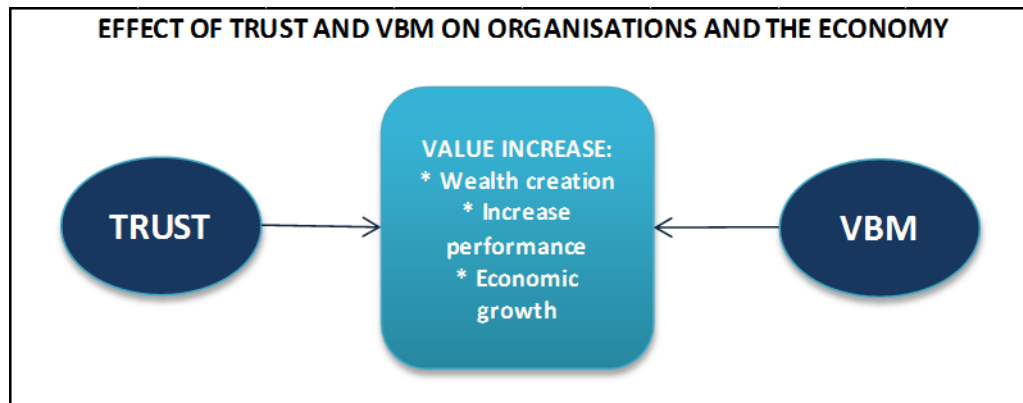 EFFECT OF TRUST AND VBM ON ORGANISATIONS AND THE ECONOMY
TRUST
VALUE INCREASE:
* Wealth creation
* Increase
performance
* Economic
growth
VBM